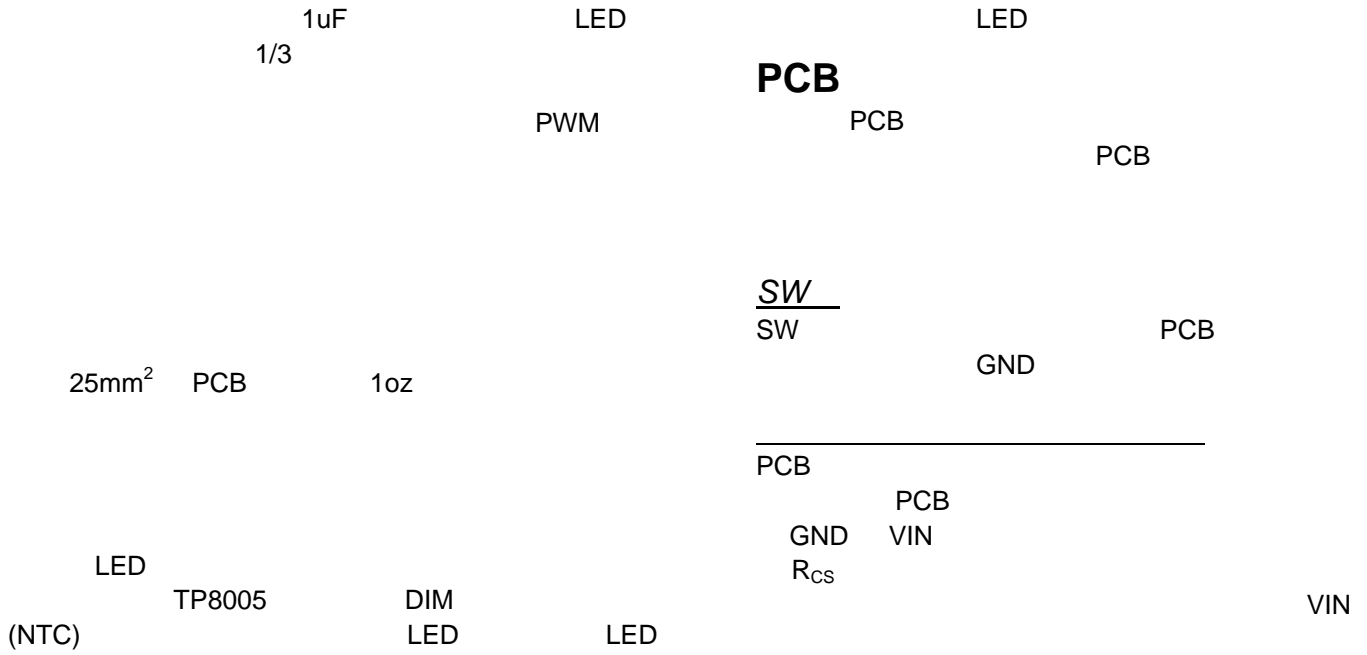 1uF LED
1/3
PWM
25mm² PCB 1oz
LED
TP8005 DIM
(NTC) LED LED
LED
PCB
PCB
PCB
SW
SW PCB
GND
PCB
PCB
GND VIN
R_CS
VIN